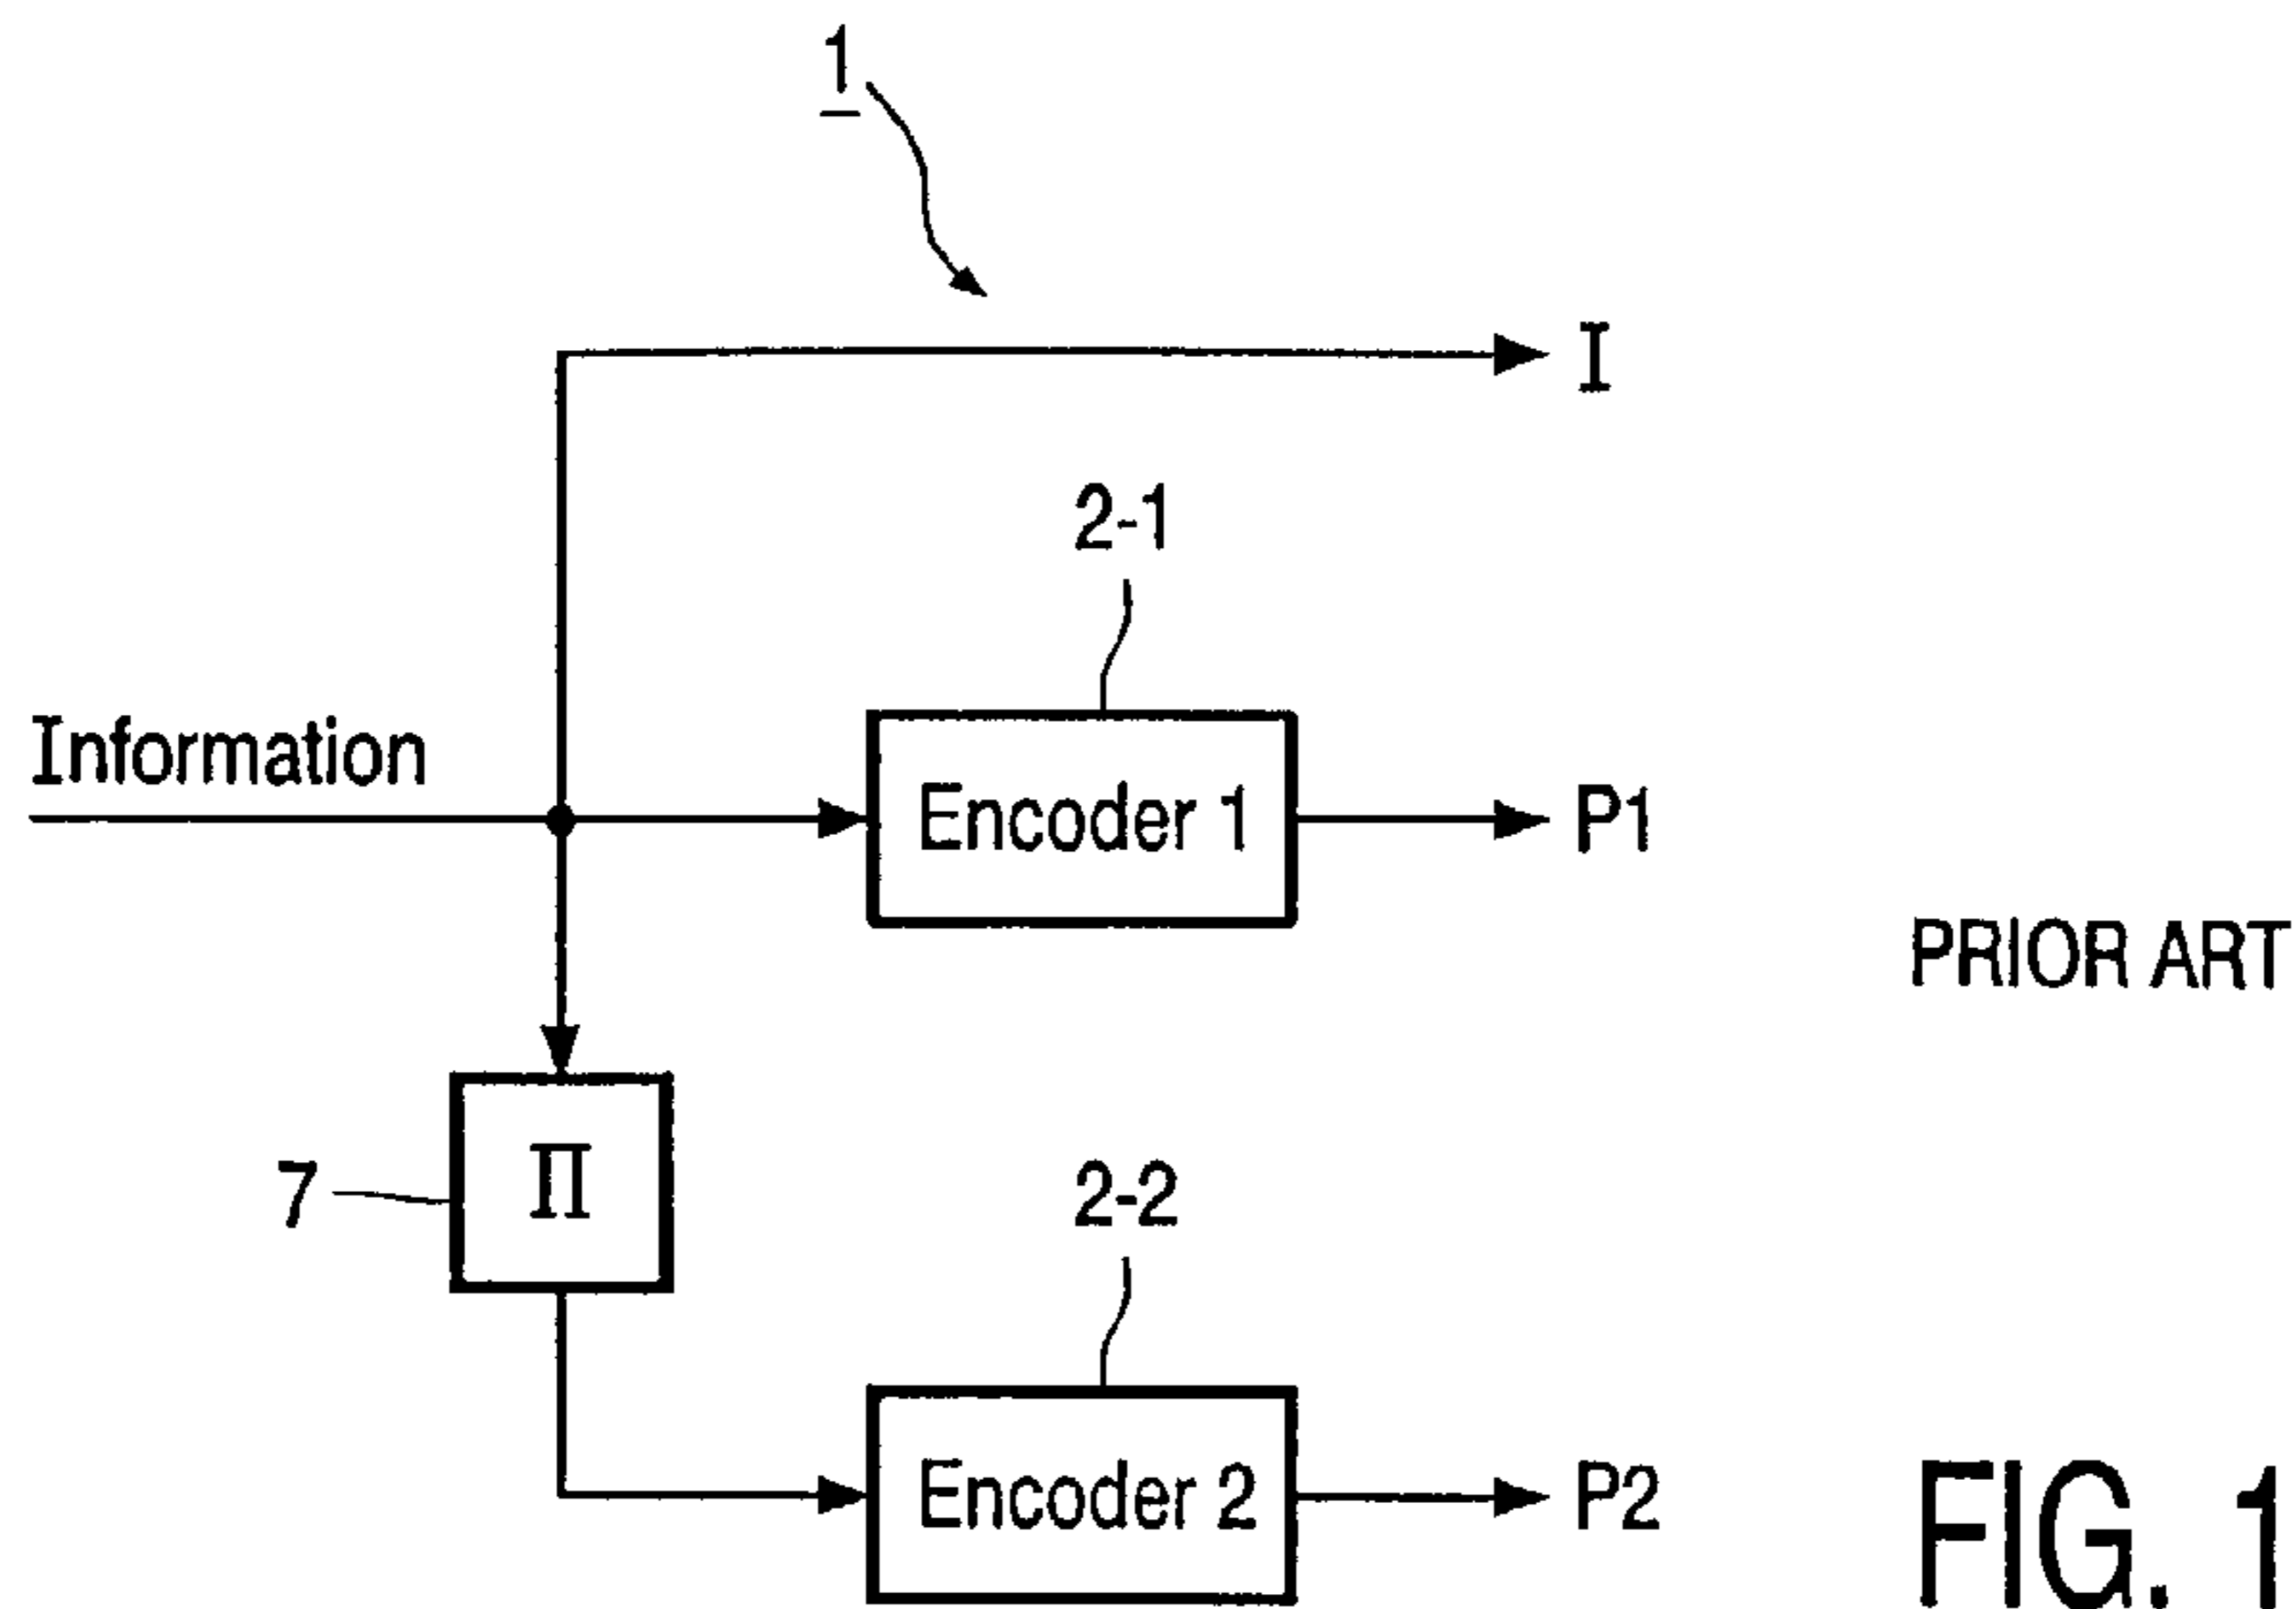 1
I
2-1
Information
Encoder 1
P1
PRIOR ART
7
Π
2-2
Encoder 2
P2
FIG. 1